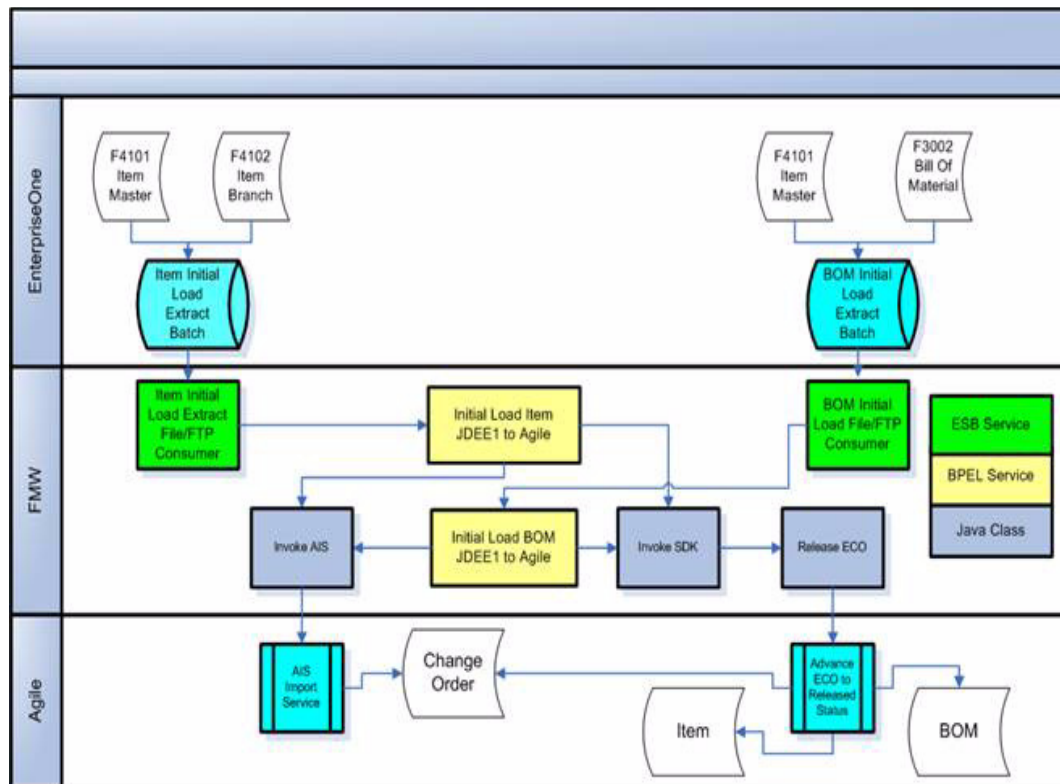 EnterpriseOne
F4101
Item
Master
F4102
Item
Branch
F4101
Item
Master
F3002
Bill Of
Material
Item Initial
Load
Extract
Batch
BOM Initial
Load
Extract
Batch
FMW
Item Initial
Load Extract
File/FTP
Consumer
Initial Load Item
JDEE1 to Agile
BOM Initial
Load File/FTP
Consumer
ESB Service
BPEL Service
Java Class
Invoke AIS
Initial Load BOM
JDEE1 to Agile
Invoke SDK
Release ECO
Agile
AIS
Import
Service
Change
Order
Advance
ECO to
Released
Status
Item
BOM